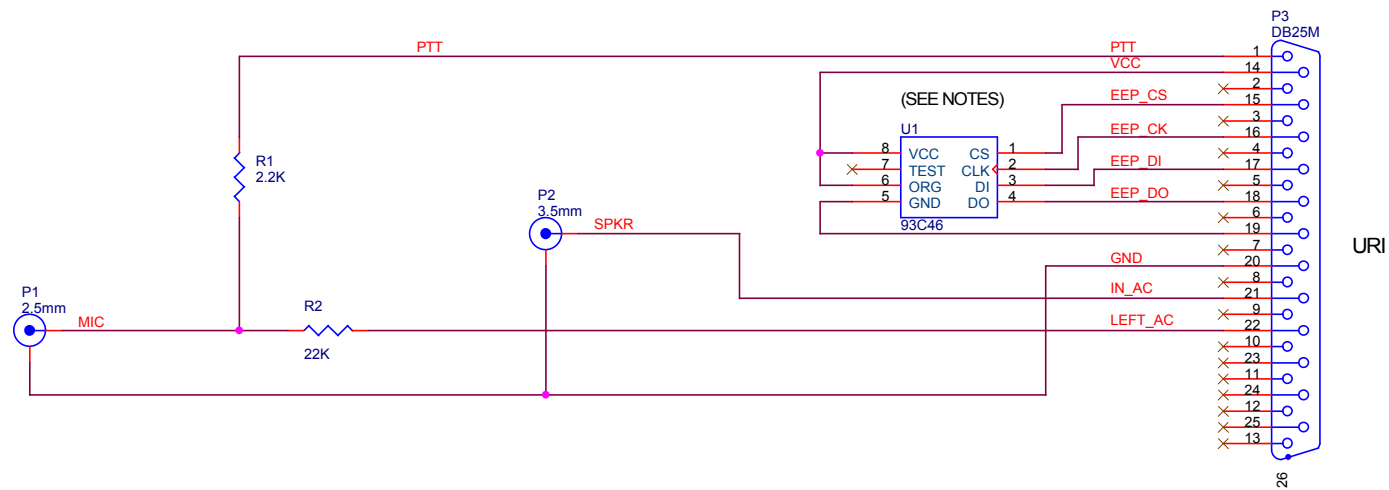 P3
DB25M
PTT
PTT
1
VCC
14
2
(SEE NOTES)
EEP_CS
15
3
U1
EEP_CK
16
8 VCC CS 1
4
7 TEST CLK 2
EEP_DI
17
6 ORG DI 3
5
5 GND DO 4
EEP_DO
18
93C46
6
19
R1
2.2K
P2
3.5mm
SPKR
7
URI
GND
20
8
P1
2.5mm
IN_AC
21
R2
9
MIC
LEFT_AC
22
22K
10
23
11
24
12
25
13
26